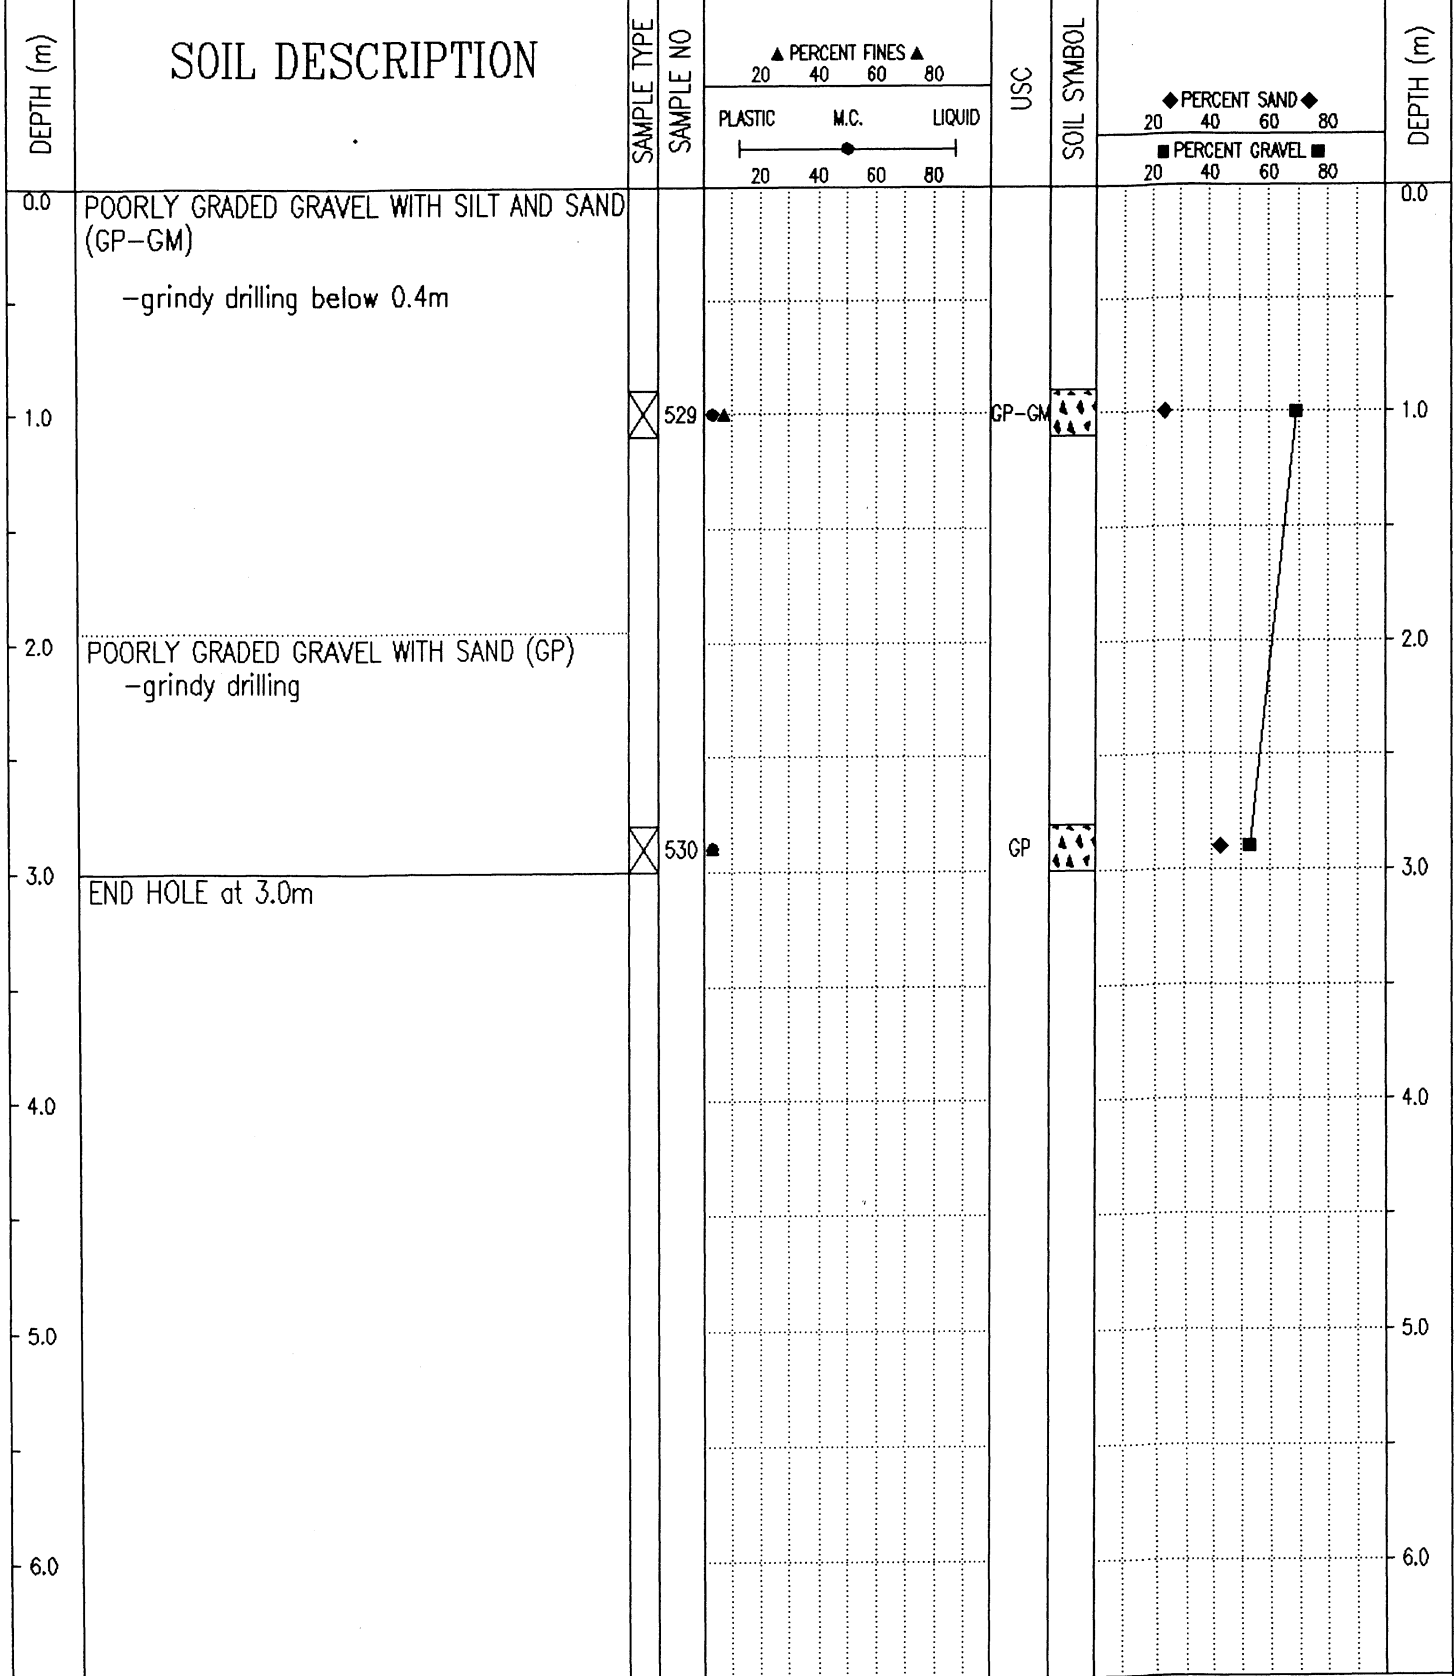 DEPTH (m)
SOIL DESCRIPTION
SAMPLE TYPE
SAMPLE NO
▲ PERCENT FINES ▲
20 40 60 80
PLASTIC M.C. LIQUID
20 40 60 80
USC
SOIL SYMBOL
◆ PERCENT SAND ◆
20 40 60 80
■ PERCENT GRAVEL ■
20 40 60 80
DEPTH (m)
0.0 POORLY GRADED GRAVEL WITH SILT AND SAND 0.0
(GP-GM)
-grindy drilling below 0.4m
1.0 529 GP-GM 1.0
2.0 POORLY GRADED GRAVEL WITH SAND (GP) 2.0
-grindy drilling
530 GP
3.0 3.0
END HOLE at 3.0m
4.0 4.0
5.0 5.0
6.0 6.0